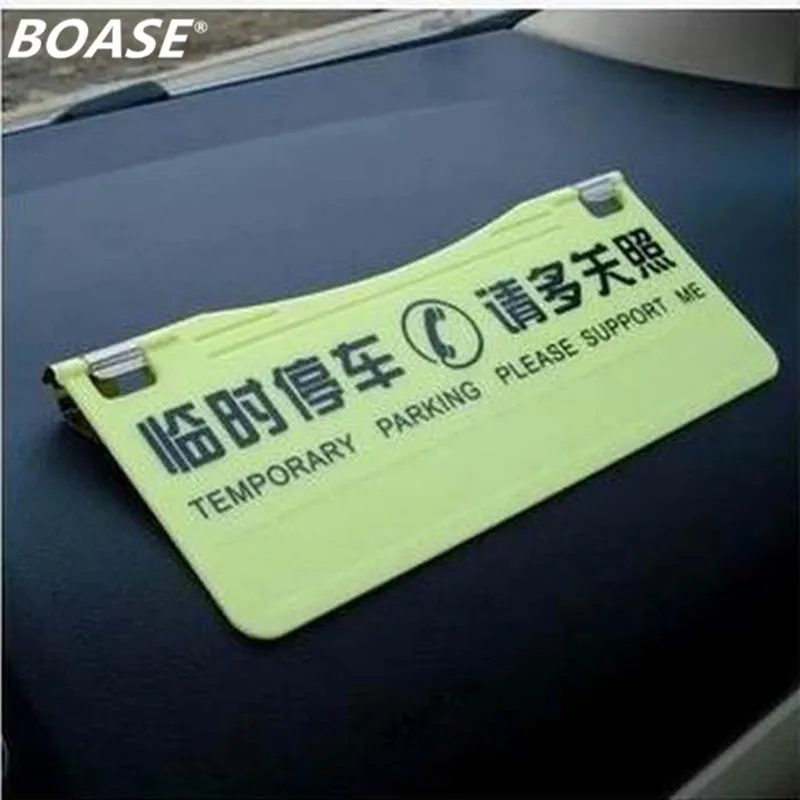 BOASE®
临时停车 请多关照
TEMPORARY PARKING PLEASE SUPPORT ME